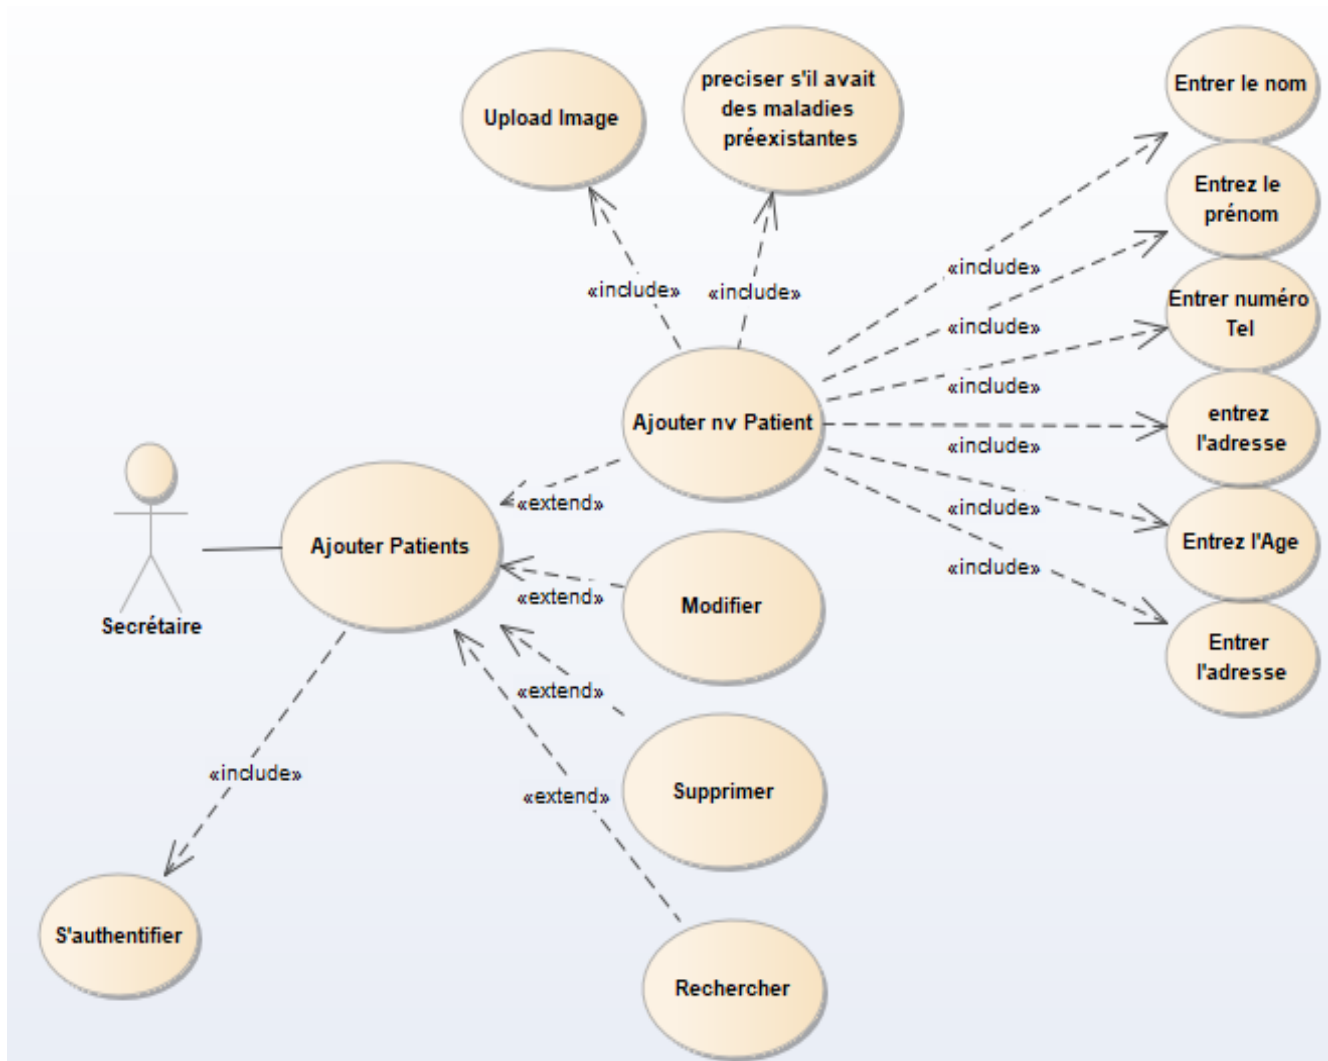 Upload Image
preciser s'il avait
des maladies
préexistantes
Entrer le nom
Entrez le
prénom
Entrer numéro
Tel
entrez
l'adresse
Entrez l'Age
Entrer
l'adresse
«include»
«include»
«include»
«include»
«include»
«include»
«include»
«include»
Ajouter nv Patient
Secrétaire
Ajouter Patients
«extend»
«extend»
«extend»
«extend»
Modifier
Supprimer
Rechercher
«include»
S'authentifier